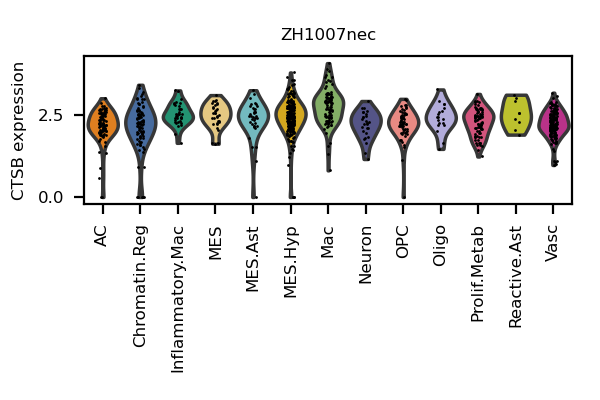 ZH1007nec
CTSB expression
2.5
0.0
AC
Chromatin.Reg
Inflammatory.Mac
MES
MES.Ast
MES.Hyp
Mac
Neuron
OPC
Oligo
Prolif.Metab
Reactive.Ast
Vasc